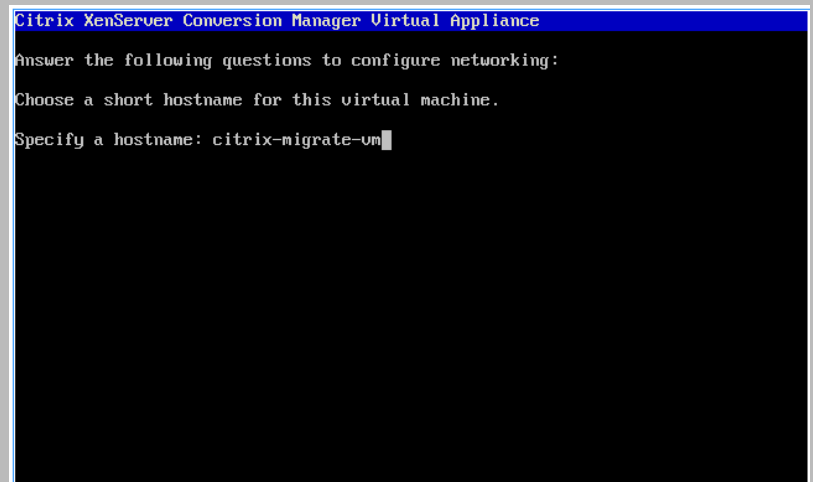 Citrix XenServer Conversion Manager Virtual Appliance
Answer the following questions to configure networking:
Choose a short hostname for this virtual machine.
Specify a hostname: citrix-migrate-vm